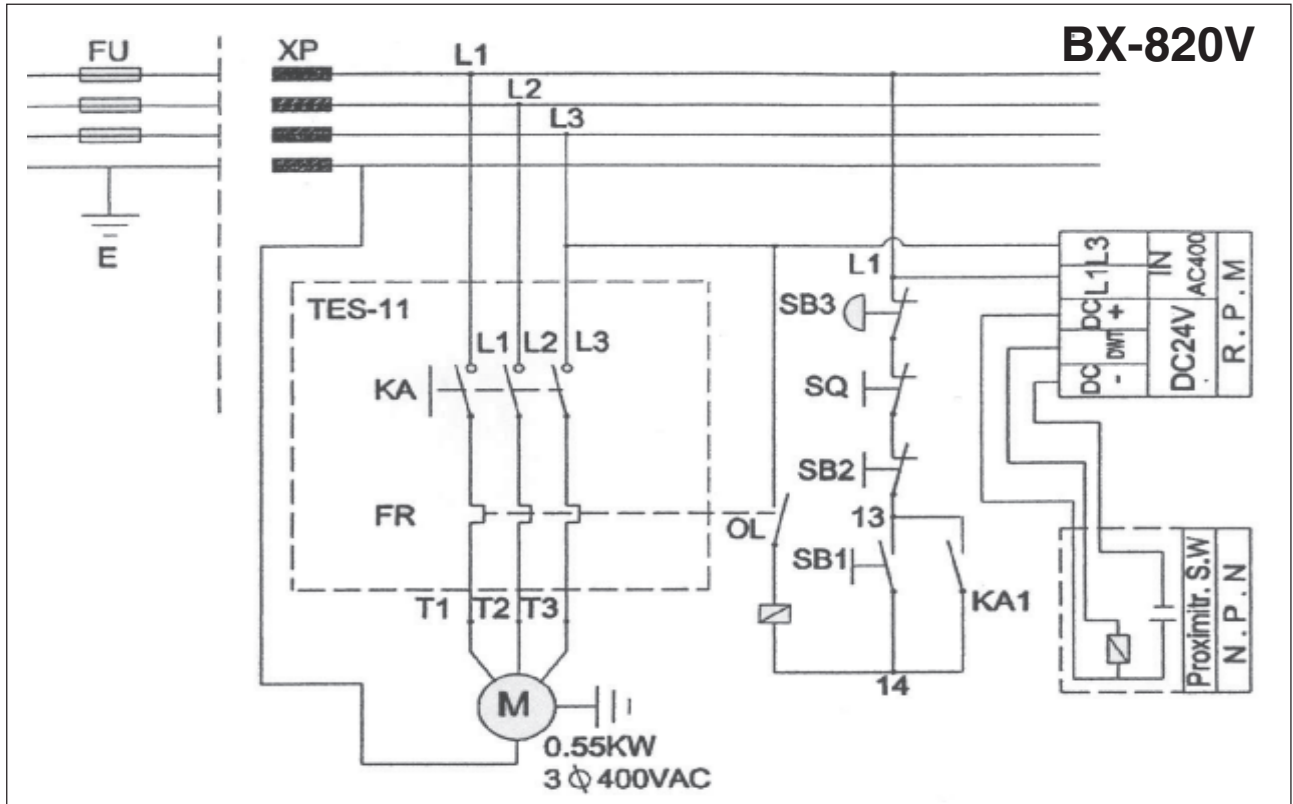 BX-820V
FU
XP
L1
L2
L3
E
TES-11
L1 L2 L3
KA
FR
T1 T2 T3
M
0.55KW
3 ϕ 400VAC
OL
L1
SB3
SQ
SB2
13
SB1
KA1
14
L1 L3
IN
AC400
DC +
DWT
DC -
DC24V
R.P.M
Proximitr. S.W
N.P.N